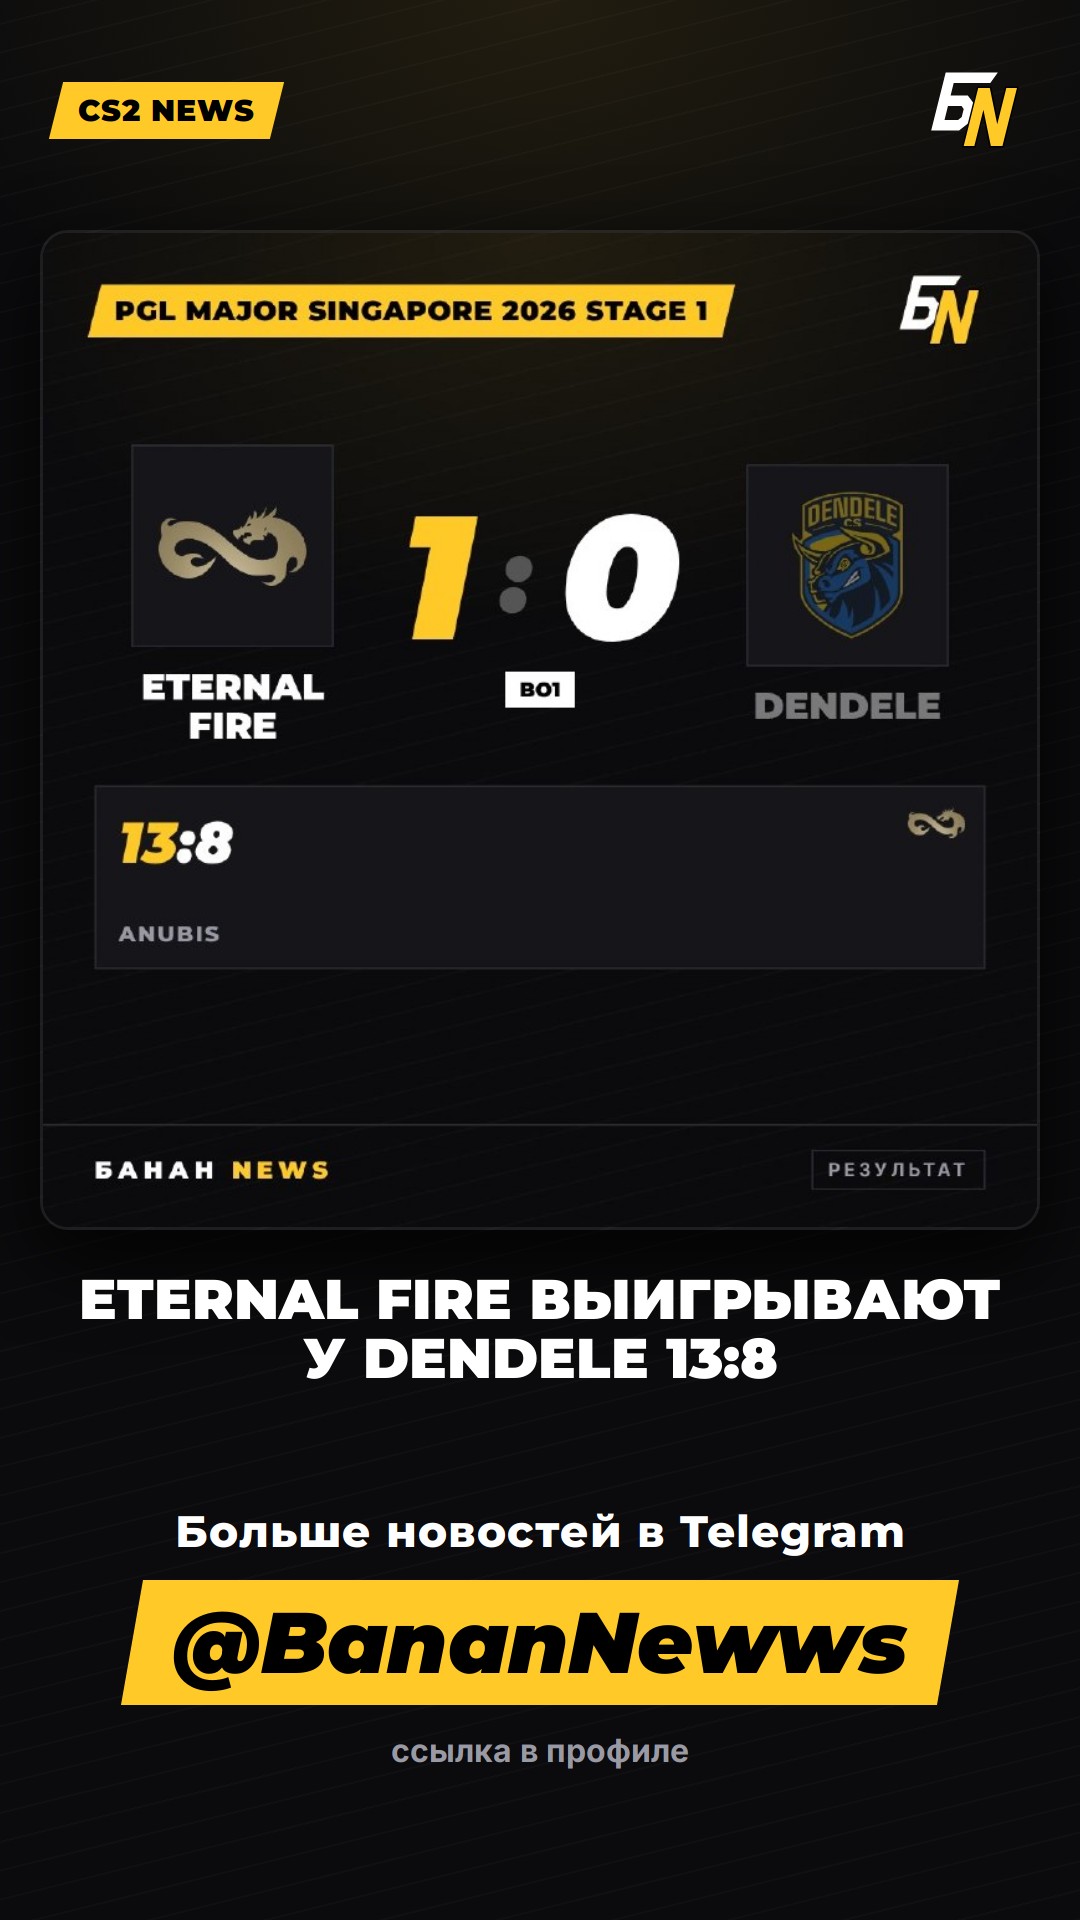 CS2 NEWS
БN
PGL MAJOR SINGAPORE 2026 STAGE 1
БN
1:0
DENDELE
CS
BO1
ETERNAL
FIRE
DENDELE
13:8
ANUBIS
БАНАН NEWS
РЕЗУЛЬТАТ
ETERNAL FIRE ВЫИГРЫВАЮТ
У DENDELE 13:8
Больше новостей в Telegram
@BananNewws
ссылка в профиле